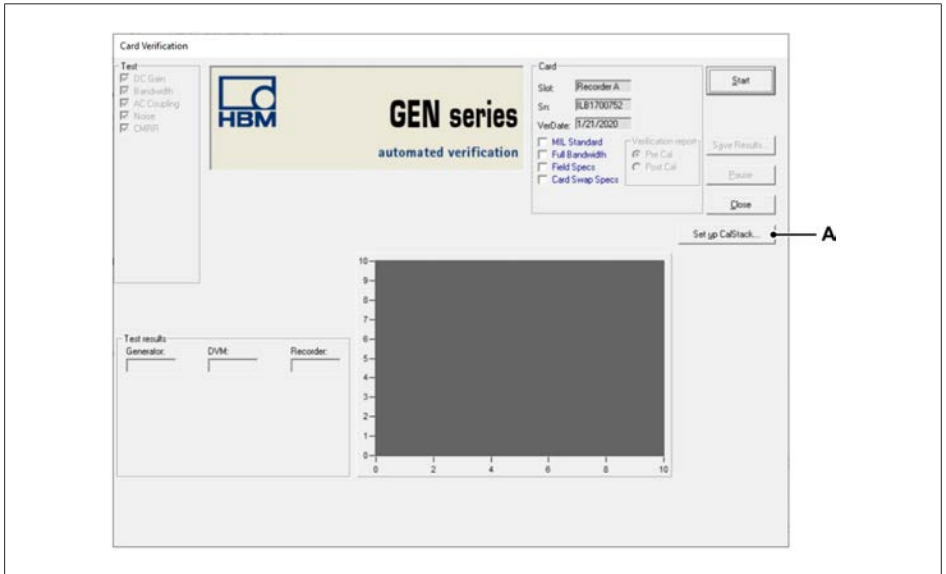 Card Verification
Test
DC Gain
Bandwidth
AC Coupling
Noise
CMRR
HBM
GEN series
automated verification
Card
Slot: Recorder A
Sn: ILB1700752
VerDate: 1/21/2020
MIL Standard
Full Bandwidth
Field Specs
Card Swap Specs
Verification report
Pre Cal
Post Cal
Start
Save Results...
Pause
Close
Set up CalStack...
A
Test results
Generator: DVM: Recorder:
10
9
8
7
6
5
4
3
2
1
0
0 2 4 6 8 10